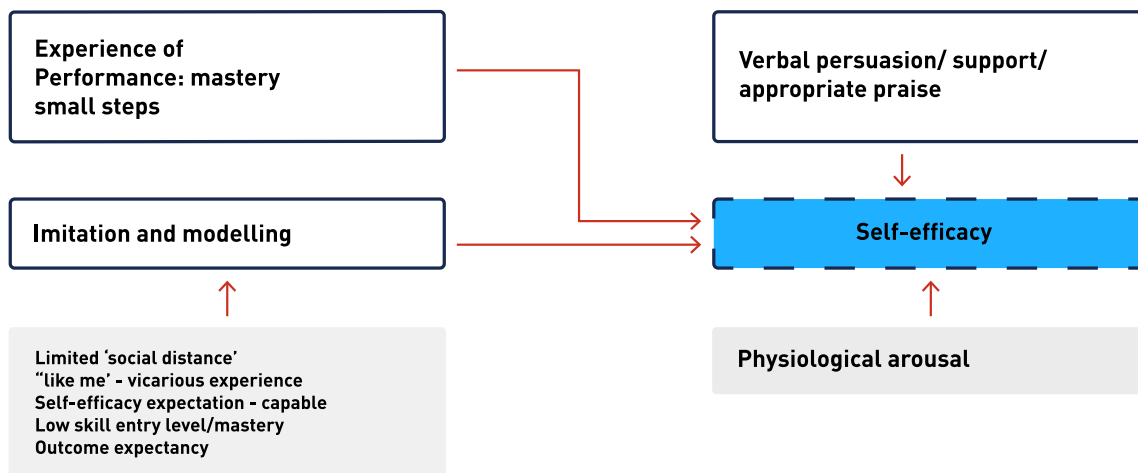 Experience of
Performance: mastery
small steps
Verbal persuasion/ support/
appropriate praise
Imitation and modelling
Self-efficacy
Limited ‘social distance’
“like me’ - vicarious experience
Self-efficacy expectation - capable
Low skill entry level/mastery
Outcome expectancy
Physiological arousal